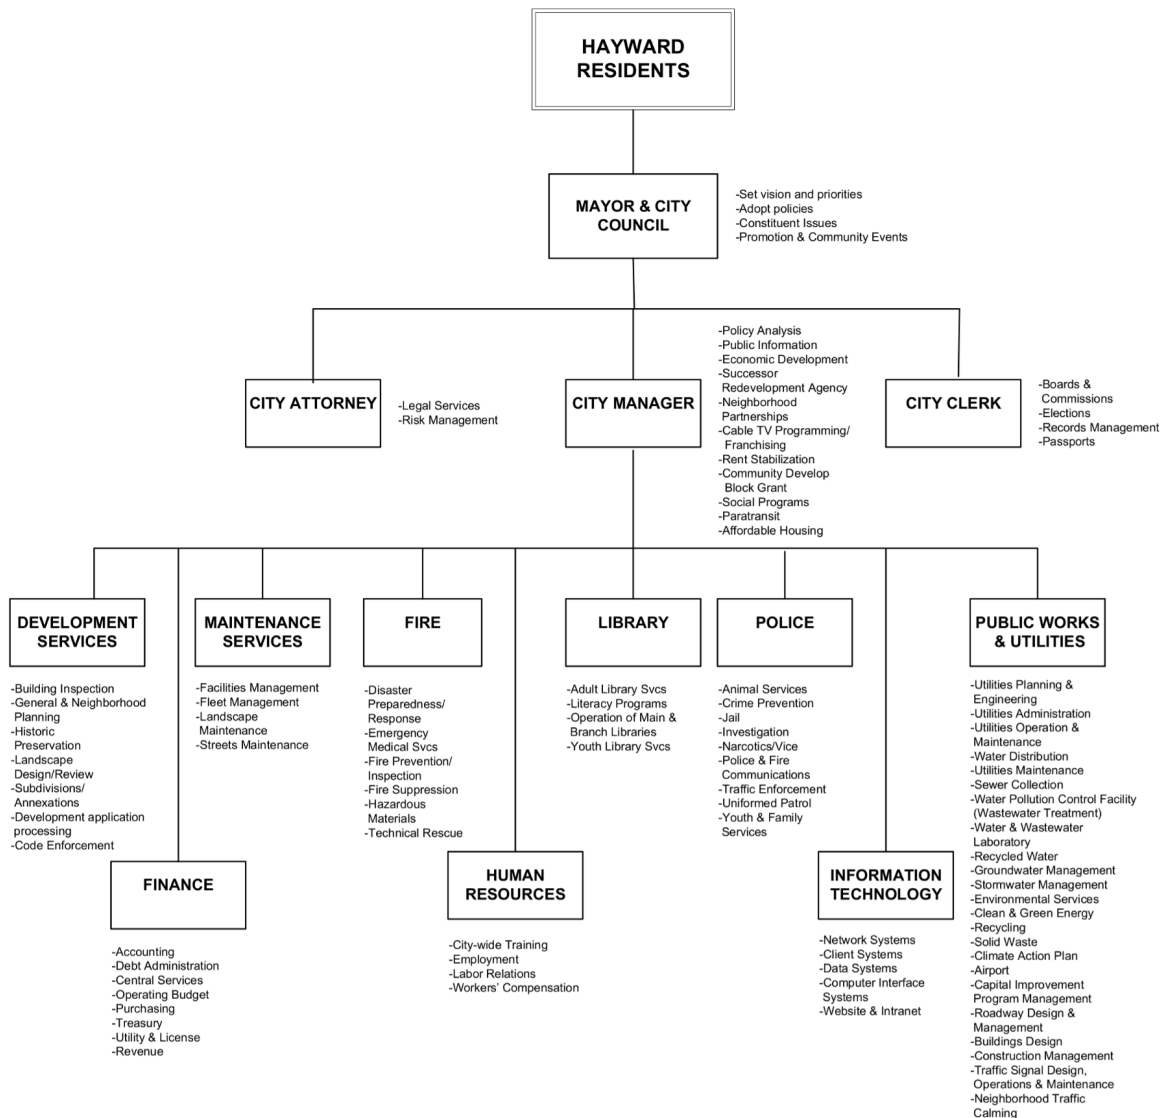 HAYWARD
RESIDENTS
MAYOR & CITY
COUNCIL
-Set vision and priorities
-Adopt policies
-Constituent Issues
-Promotion & Community Events
CITY ATTORNEY
-Legal Services
-Risk Management
CITY MANAGER
-Policy Analysis
-Public Information
-Economic Development
-Successor
Redevelopment Agency
-Neighborhood
Partnerships
-Cable TV Programming/
Franchising
-Rent Stabilization
-Community Develop
Block Grant
-Social Programs
-Paratransit
-Affordable Housing
CITY CLERK
-Boards &
Commissions
-Elections
-Records Management
-Passports
DEVELOPMENT
SERVICES
-Building Inspection
-General & Neighborhood
Planning
-Historic
Preservation
-Landscape
Design/Review
-Subdivisions/
Annexations
-Development application
processing
-Code Enforcement
MAINTENANCE
SERVICES
-Facilities Management
-Fleet Management
-Landscape
Maintenance
-Streets Maintenance
FIRE
-Disaster
Preparedness/
Response
-Emergency
Medical Svcs
-Fire Prevention/
Inspection
-Fire Suppression
-Hazardous
Materials
-Technical Rescue
LIBRARY
-Adult Library Svcs
-Literacy Programs
-Operation of Main &
Branch Libraries
-Youth Library Svcs
POLICE
-Animal Services
-Crime Prevention
-Jail
-Investigation
-Narcotics/Vice
-Police & Fire
Communications
-Traffic Enforcement
-Uniformed Patrol
-Youth & Family
Services
PUBLIC WORKS
& UTILITIES
-Utilities Planning &
Engineering
-Utilities Administration
-Utilities Operation &
Maintenance
-Water Distribution
-Utilities Maintenance
-Sewer Collection
-Water Pollution Control Facility
(Wastewater Treatment)
-Water & Wastewater
Laboratory
-Recycled Water
-Groundwater Management
-Stormwater Management
-Environmental Services
-Clean & Green Energy
-Recycling
-Solid Waste
-Climate Action Plan
-Airport
-Capital Improvement
Program Management
-Roadway Design &
Management
-Buildings Design
-Construction Management
-Traffic Signal Design,
Operations & Maintenance
-Neighborhood Traffic
Calming
FINANCE
-Accounting
-Debt Administration
-Central Services
-Operating Budget
-Purchasing
-Treasury
-Utility & License
-Revenue
HUMAN
RESOURCES
-City-wide Training
-Employment
-Labor Relations
-Workers' Compensation
INFORMATION
TECHNOLOGY
-Network Systems
-Client Systems
-Data Systems
-Computer Interface
Systems
-Website & Intranet